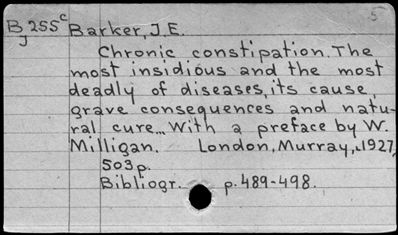 5
B 255c Barker, J.E.
J
Chronic constipation. The
most insidious and the most
deadly of diseases, its cause,
grave consequences and natu-
ral cure... With a preface by W.
Milligan. London, Murray, c1927.
503 p.
Bibliogr. p. 489-498.